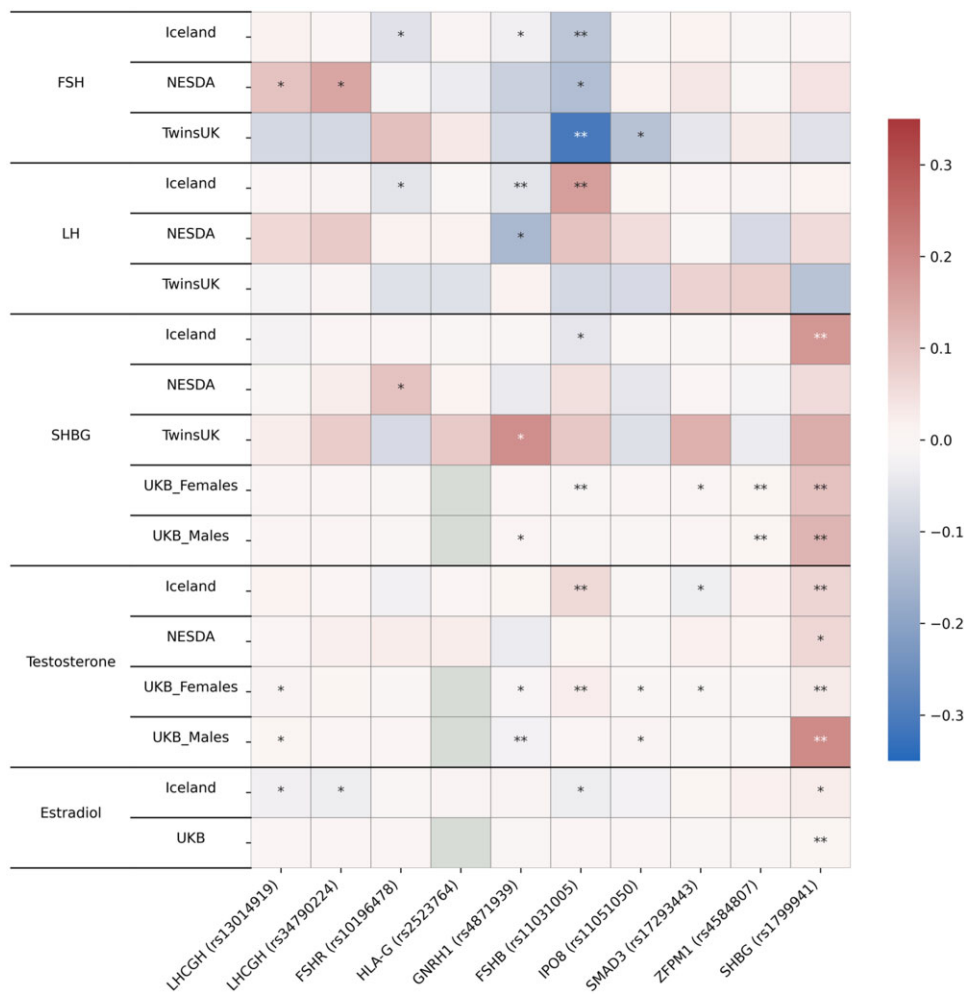 Iceland * * **
FSH NESDA * * *
TwinsUK ** *
Iceland * ** **
LH NESDA *
TwinsUK
Iceland * **
NESDA *
SHBG TwinsUK *
UKB_Females ** * ** **
UKB_Males * ** **
Iceland ** * **
NESDA *
Testosterone
UKB_Females * * ** * * **
UKB_Males * ** * **
Iceland * * * *
Estradiol
UKB **
0.3
0.2
0.1
0.0
−0.1
−0.2
−0.3
LHCGH (rs13014919)
LHCGH (rs34790224)
FSHR (rs10196478)
HLA-G (rs2523764)
GNRH1 (rs4871939)
FSHB (rs11031005)
IPO8 (rs11051050)
SMAD3 (rs17293443)
ZFPM1 (rs4584807)
SHBG (rs1799941)